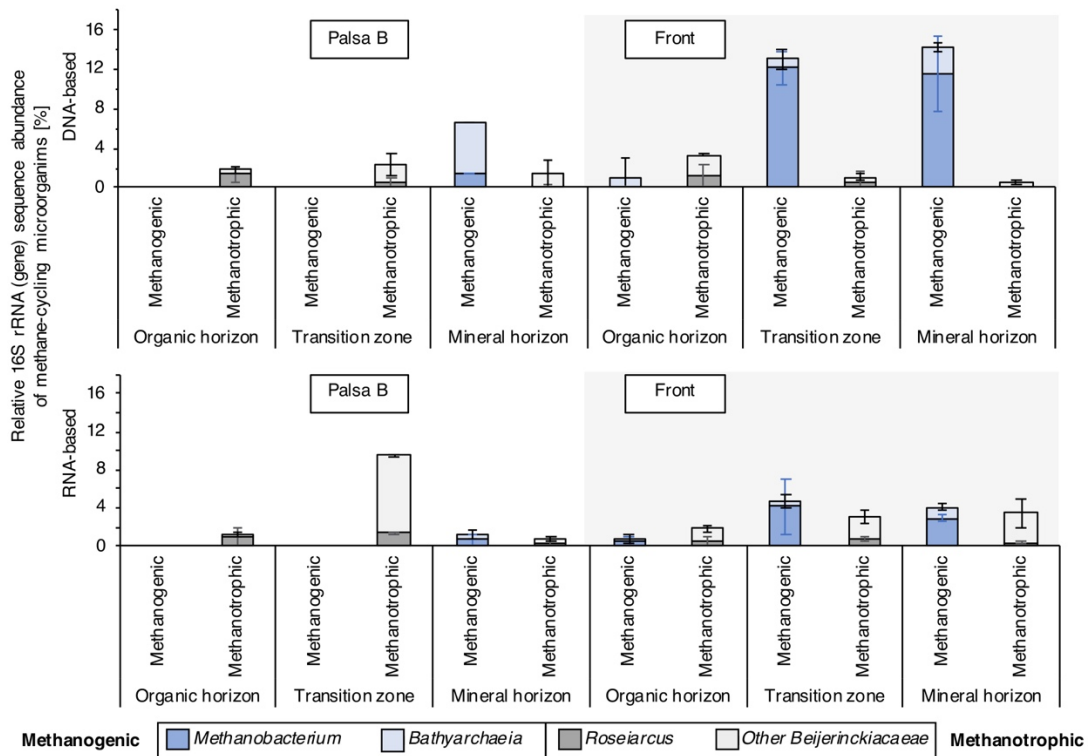 Relative 16S rRNA (gene) sequence abundance
of methane-cycling microorganims [%]
DNA-based
16
12
8
4
0
Palsa B
Front
Methanogenic
Methanotrophic
Methanogenic
Methanotrophic
Methanogenic
Methanotrophic
Methanogenic
Methanotrophic
Methanogenic
Methanotrophic
Methanogenic
Methanotrophic
Organic horizon Transition zone Mineral horizon Organic horizon Transition zone Mineral horizon
RNA-based
16
12
8
4
0
Palsa B
Front
Methanogenic
Methanotrophic
Methanogenic
Methanotrophic
Methanogenic
Methanotrophic
Methanogenic
Methanotrophic
Methanogenic
Methanotrophic
Methanogenic
Methanotrophic
Organic horizon Transition zone Mineral horizon Organic horizon Transition zone Mineral horizon
Methanogenic Methanobacterium Bathyarchaeia Roseiarcus Other Beijerinckiacaeae Methanotrophic